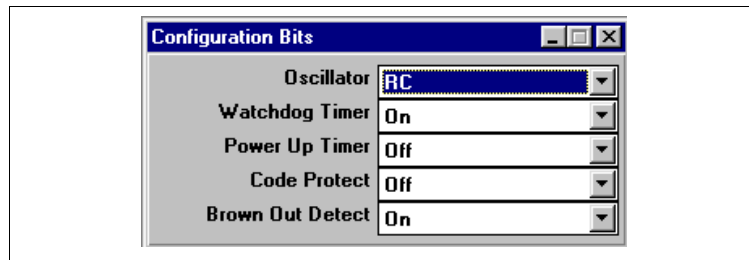 Configuration Bits
Oscillator RC
Watchdog Timer On
Power Up Timer Off
Code Protect Off
Brown Out Detect On